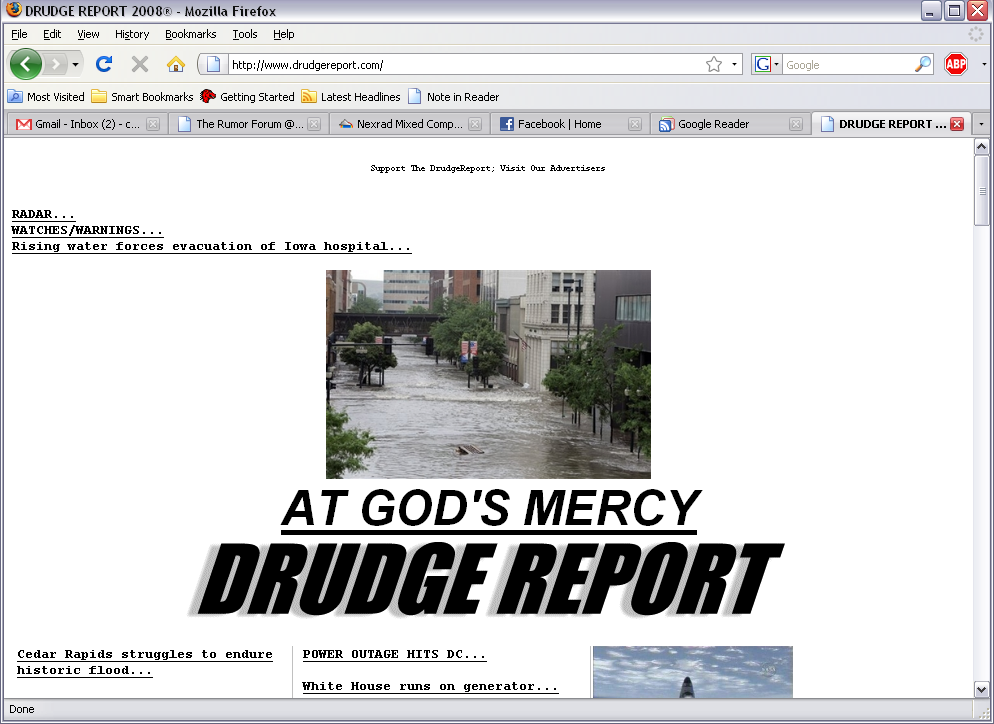 DRUDGE REPORT 2008® - Mozilla Firefox
File Edit View History Bookmarks Tools Help
http://www.drudgereport.com/ G Google ABP
Most Visited Smart Bookmarks Getting Started Latest Headlines Note in Reader
Gmail - Inbox (2) - c... The Rumor Forum @... Nexrad Mixed Comp... Facebook | Home Google Reader DRUDGE REPORT ...
Support The DrudgeReport; Visit Our Advertisers
RADAR...
WATCHES/WARNINGS...
Rising water forces evacuation of Iowa hospital...
AT GOD'S MERCY
DRUDGE REPORT
Cedar Rapids struggles to endure
historic flood...
POWER OUTAGE HITS DC...
White House runs on generator...
Done